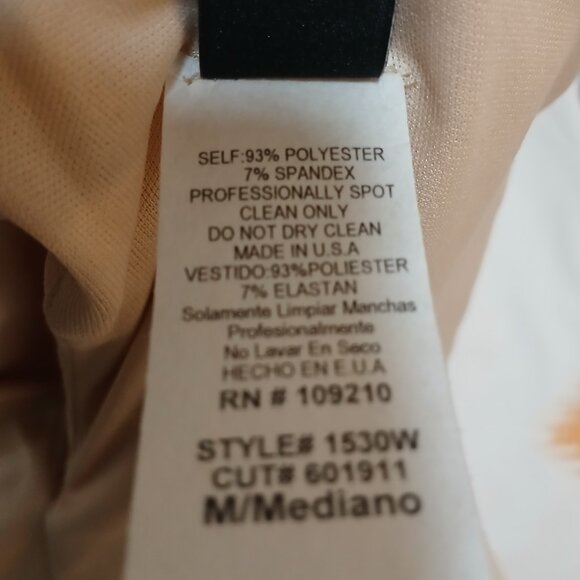 SELF:93% POLYESTER
7% SPANDEX
PROFESSIONALLY SPOT
CLEAN ONLY
DO NOT DRY CLEAN
MADE IN U.S.A
VESTIDO:93%POLIESTER
7% ELASTAN
Solamente Limpiar Manchas
Profesionalmente
No Lavar En Seco
HECHO EN E.U.A
RN # 109210
STYLE# 1530W
CUT# 601911
M/Mediano